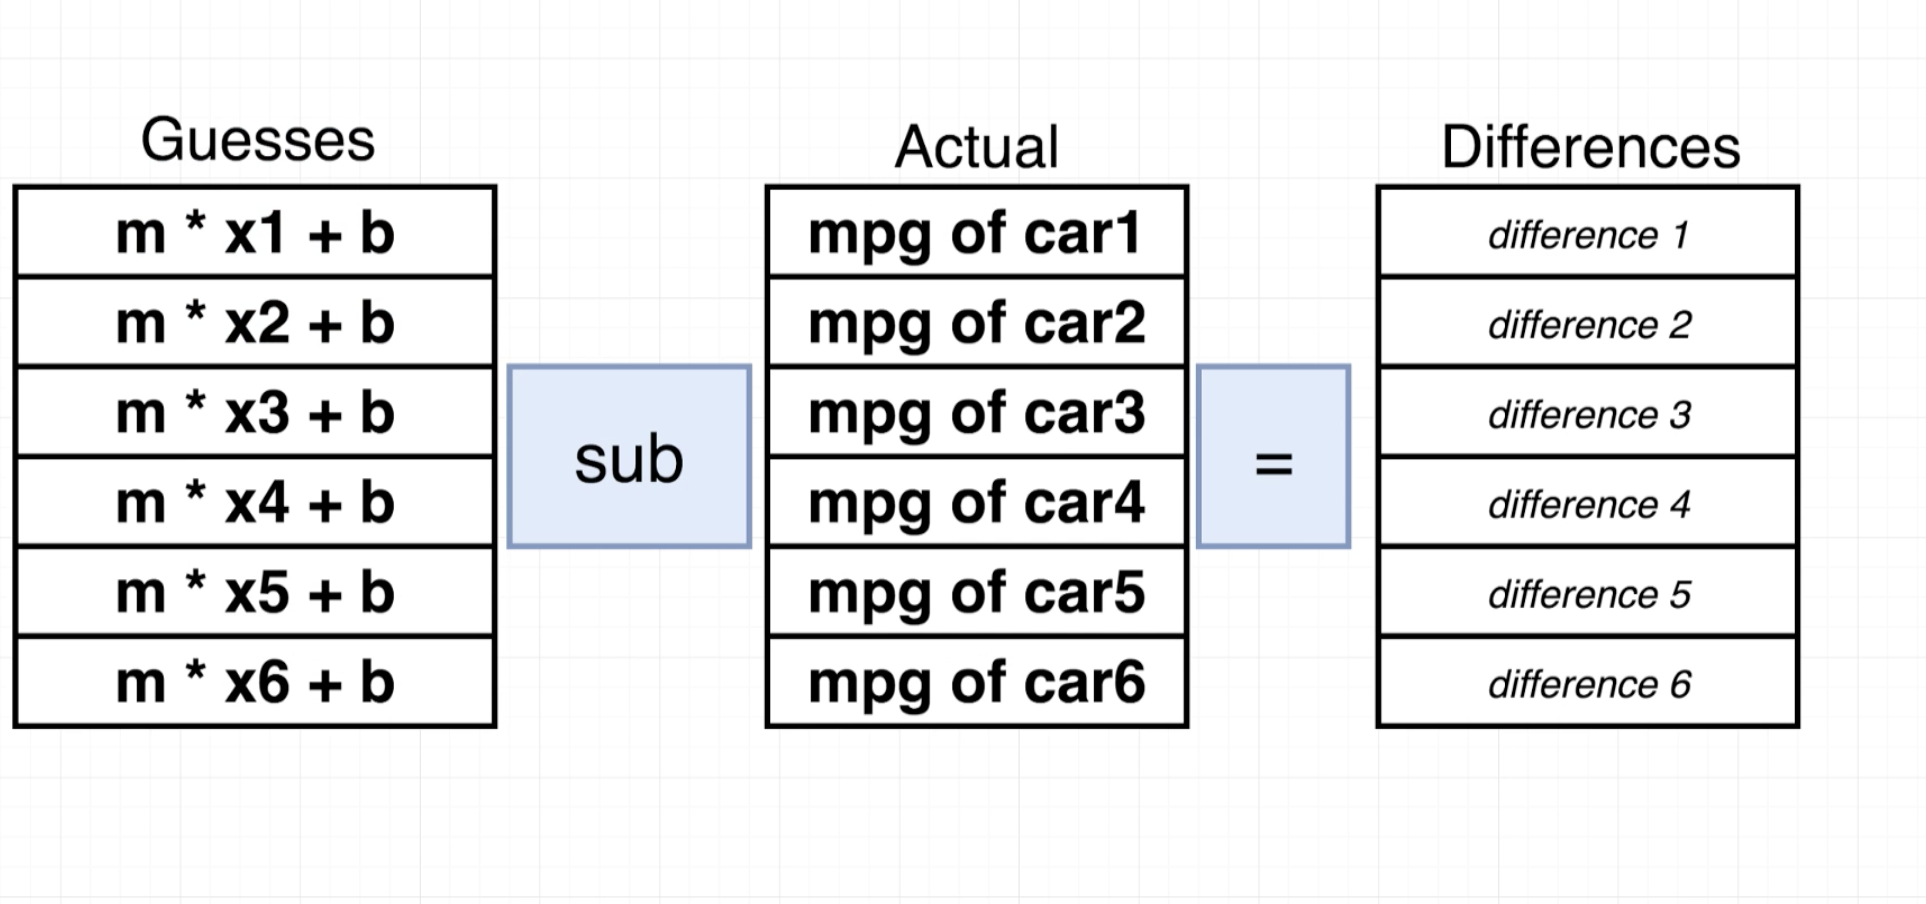 Guesses
m * x1 + b
m * x2 + b
m * x3 + b
m * x4 + b
m * x5 + b
m * x6 + b
sub
Actual
mpg of car1
mpg of car2
mpg of car3
mpg of car4
mpg of car5
mpg of car6
=
Differences
difference 1
difference 2
difference 3
difference 4
difference 5
difference 6